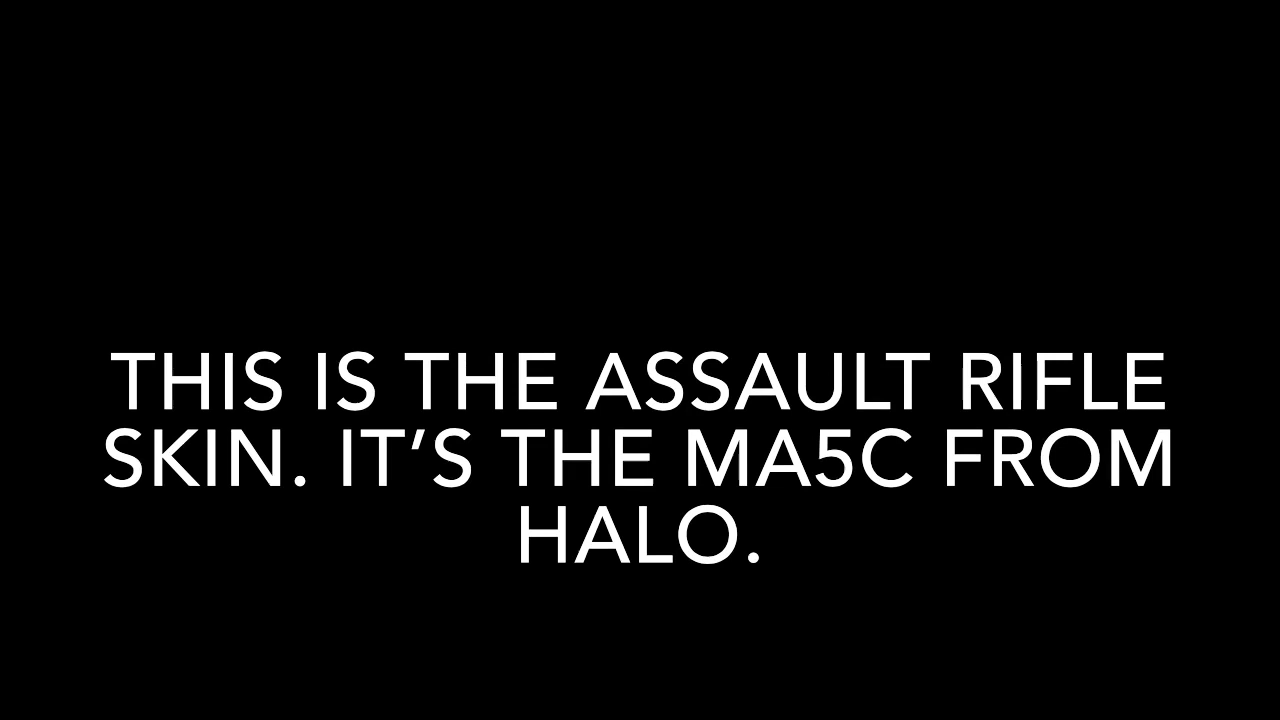 THIS IS THE ASSAULT RIFLE
SKIN. IT’S THE MA5C FROM
HALO.